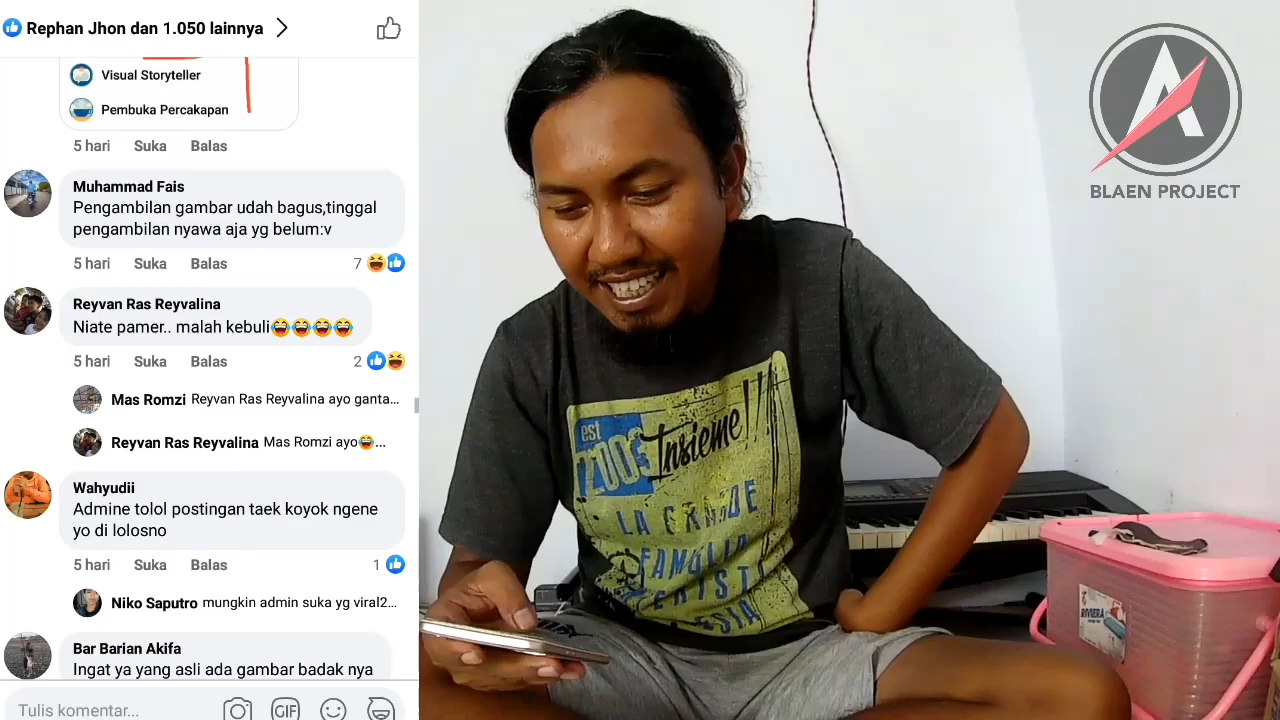 Rephan Jhon dan 1.050 lainnya
Visual Storyteller
Pembuka Percakapan
5 hari Suka Balas
Muhammad Fais
Pengambilan gambar udah bagus,tinggal
pengambilan nyawa aja yg belum:v
5 hari Suka Balas 7
Reyvan Ras Reyvalina
Niate pamer.. malah kebuli😂😂😂😂
5 hari Suka Balas 2
Mas Romzi Reyvan Ras Reyvalina ayo ganta...
Reyvan Ras Reyvalina Mas Romzi ayo😂...
Wahyudii
Admine tolol postingan taek koyok ngene
yo di lolosno
5 hari Suka Balas 1
Niko Saputro mungkin admin suka yg viral2...
Bar Barian Akifa
Ingat ya yang asli ada gambar badak nya
Tulis komentar...
GIF
BLAEN PROJECT
est
Insieme!!!
LA GRANDE
RIVIERA